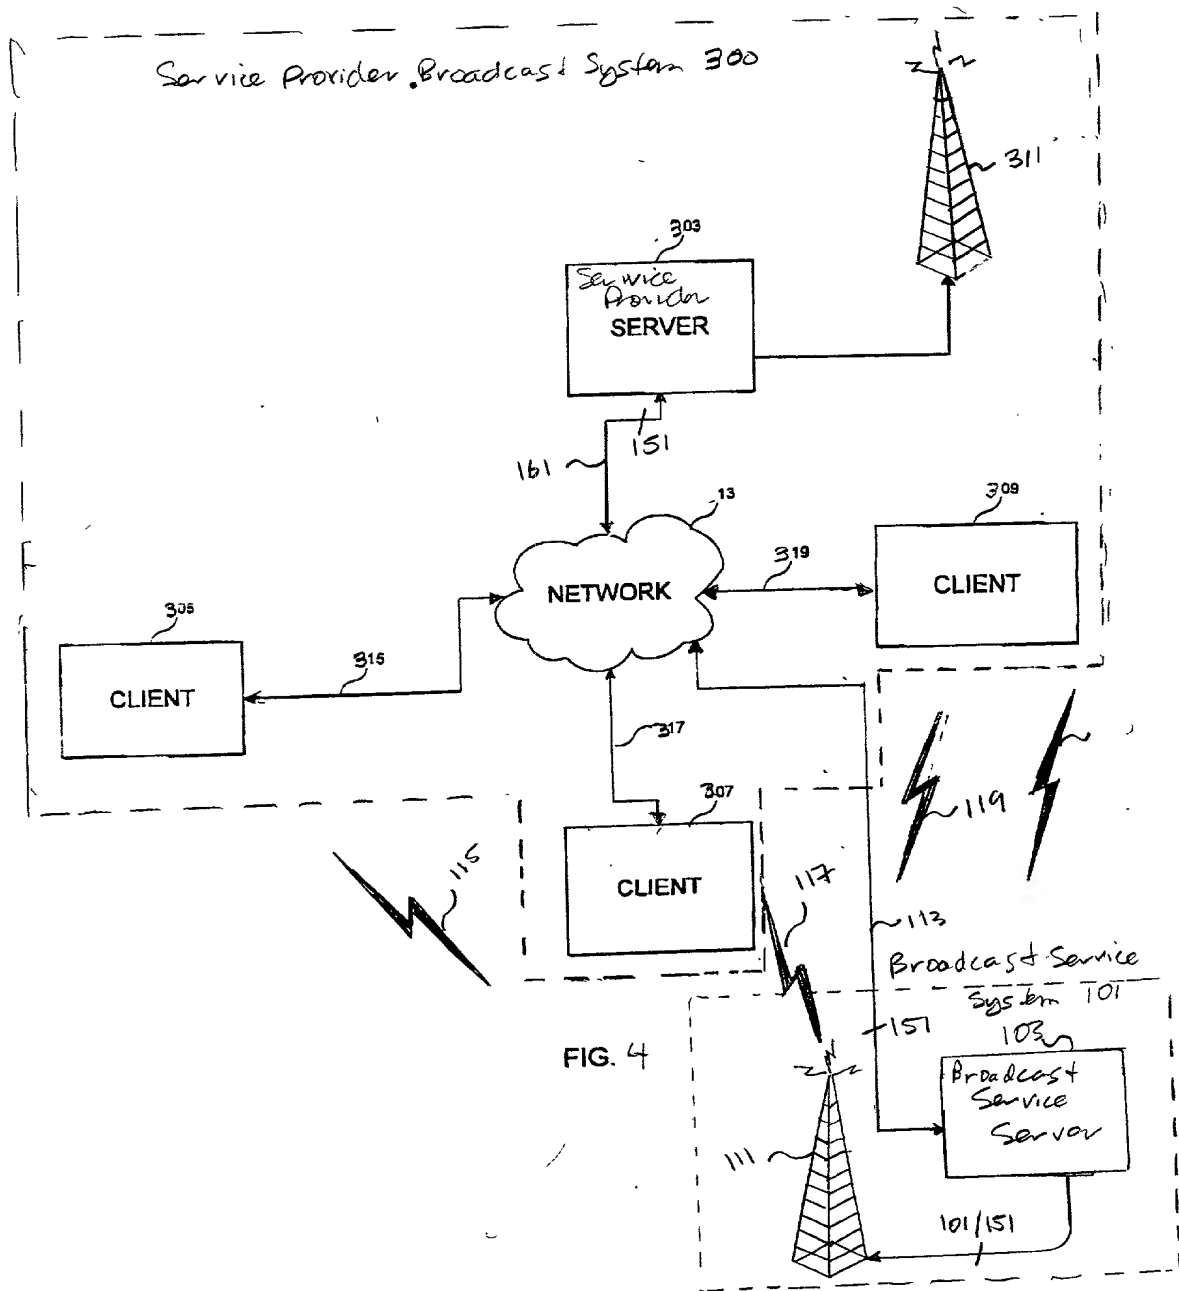 Service Provider Broadcast System 300
311
303
Service
Provider
SERVER
151
161
13
309
NETWORK
319
CLIENT
305
CLIENT
315
317
307
CLIENT
115
117
119
113
Broadcast Service
System 101
151
103
FIG. 4
Broadcast
Service
Server
111
101/151